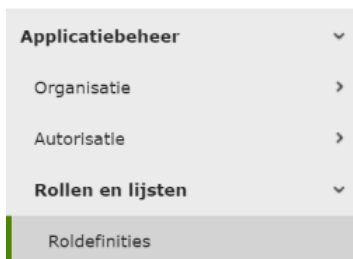 Applicatiebeheer
Organisatie
Autorisatie
Rollen en lijsten
Roldefinities